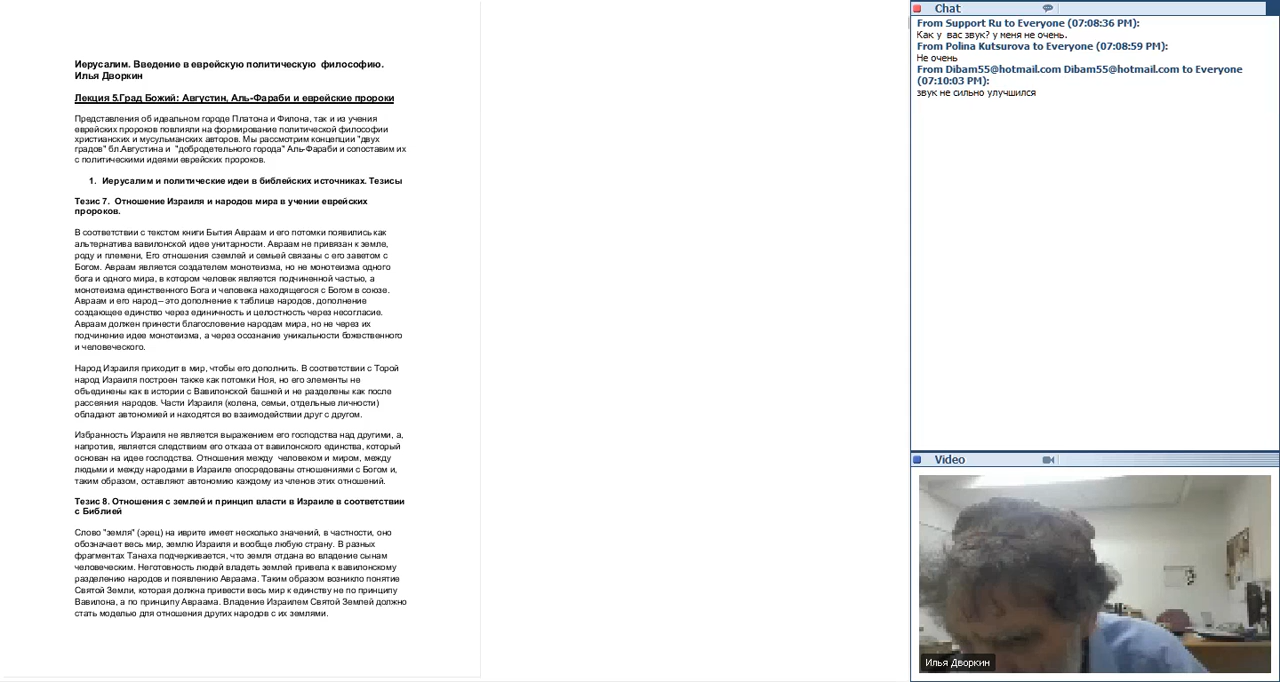 Иерусалим. Введение в еврейскую политическую философию.
Илья Дворкин
Лекция 5.Град Божий: Августин, Аль-Фараби и еврейские пророки
Представления об идеальном городе Платона и Филона, так и из учения
еврейских пророков повлияли на формирование политической философии
христианских и мусульманских авторов. Мы рассмотрим концепции "двух
градов" бл.Августина и "добродетельного города" Аль-Фараби и сопоставим их
с политическими идеями еврейских пророков.
1. Иерусалим и политические идеи в библейских источниках. Тезисы
Тезис 7. Отношение Израиля и народов мира в учении еврейских
пророков.
В соответствии с текстом книги Бытия Авраам и его потомки появились как
альтернатива вавилонской идее унитарности. Авраам не привязан к земле,
роду и племени, Его отношения сземлей и семьей связаны с его заветом с
Богом. Авраам является создателем монотеизма, но не монотеизма одного
бога и одного мира, в котором человек является подчиненной частью, а
монотеизма единственного Бога и человека находящегося с Богом в союзе.
Авраам и его народ – это дополнение к таблице народов, дополнение
создающее единство через единичность и целостность через несогласие.
Авраам должен принести благословение народам мира, но не через их
подчинение идее монотеизма, а через осознание уникальности божественного
и человеческого.
Народ Израиля приходит в мир, чтобы его дополнить. В соответствии с Торой
народ Израиля построен также как потомки Ноя, но его элементы не
объединены как в истории с Вавилонской башней и не разделены как после
рассеяния народов. Части Израиля (колена, семьи, отдельные личности)
обладают автономией и находятся во взаимодействии друг с другом.
Избранность Израиля не является выражением его господства над другими, а,
напротив, является следствием его отказа от вавилонского единства, который
основан на идее господства. Отношения между человеком и миром, между
людьми и между народами в Израиле опосредованы отношениями с Богом и,
таким образом, оставляют автономию каждому из членов этих отношений.
Тезис 8. Отношения с землей и принцип власти в Израиле в соответствии
с Библией
Слово "земля" (эрец) на иврите имеет несколько значений, в частности, оно
обозначает весь мир, землю Израиля и вообще любую страну. В разных
фрагментах Танаха подчеркивается, что земля отдана во владение сынам
человеческим. Неготовность людей владеть землей привела к вавилонскому
разделению народов и появлению Авраама. Таким образом возникло понятие
Святой Земли, которая должна привести весь мир к единству не по принципу
Вавилона, а по принципу Авраама. Владение Израилем Святой Землей должно
стать моделью для отношения других народов с их землями.
Chat
From Support Ru to Everyone (07:08:36 PM):
Как у вас звук? у меня не очень.
From Polina Kutsurova to Everyone (07:08:59 PM):
Не очень
From Dibam55@hotmail.com Dibam55@hotmail.com to Everyone
(07:10:03 PM):
звук не сильно улучшился
Video
Илья Дворкин